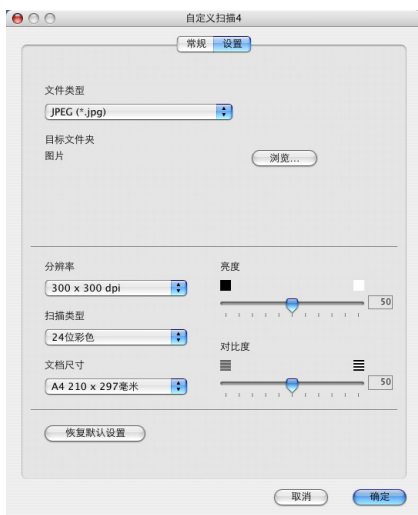 自定义扫描4
常规 设置
文件类型
JPEG (*.jpg)
目标文件夹
图片
浏览...
分辨率
300 x 300 dpi
扫描类型
24位彩色
文档尺寸
A4 210 x 297毫米
亮度
50
对比度
50
恢复默认设置
取消 确定